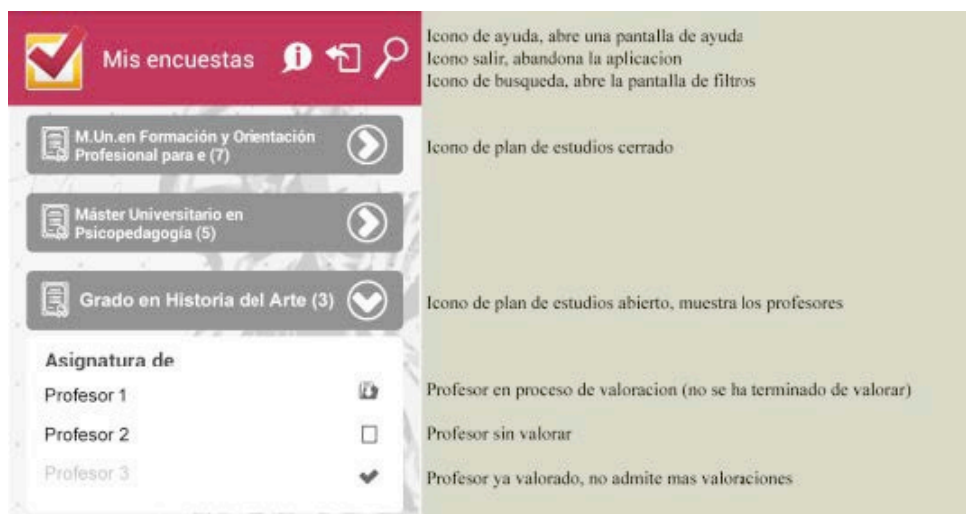 Mis encuestas
Icono de ayuda, abre una pantalla de ayuda
Icono salir, abandona la aplicacion
Icono de busqueda, abre la pantalla de filtros
M.Un.en Formación y Orientación
Profesional para e (7)
Icono de plan de estudios cerrado
Máster Universitario en
Psicopedagogía (5)
Grado en Historia del Arte (3)
Icono de plan de estudios abierto, muestra los profesores
Asignatura de
Profesor 1
Profesor en proceso de valoracion (no se ha terminado de valorar)
Profesor 2
Profesor sin valorar
Profesor 3
Profesor ya valorado, no admite mas valoraciones